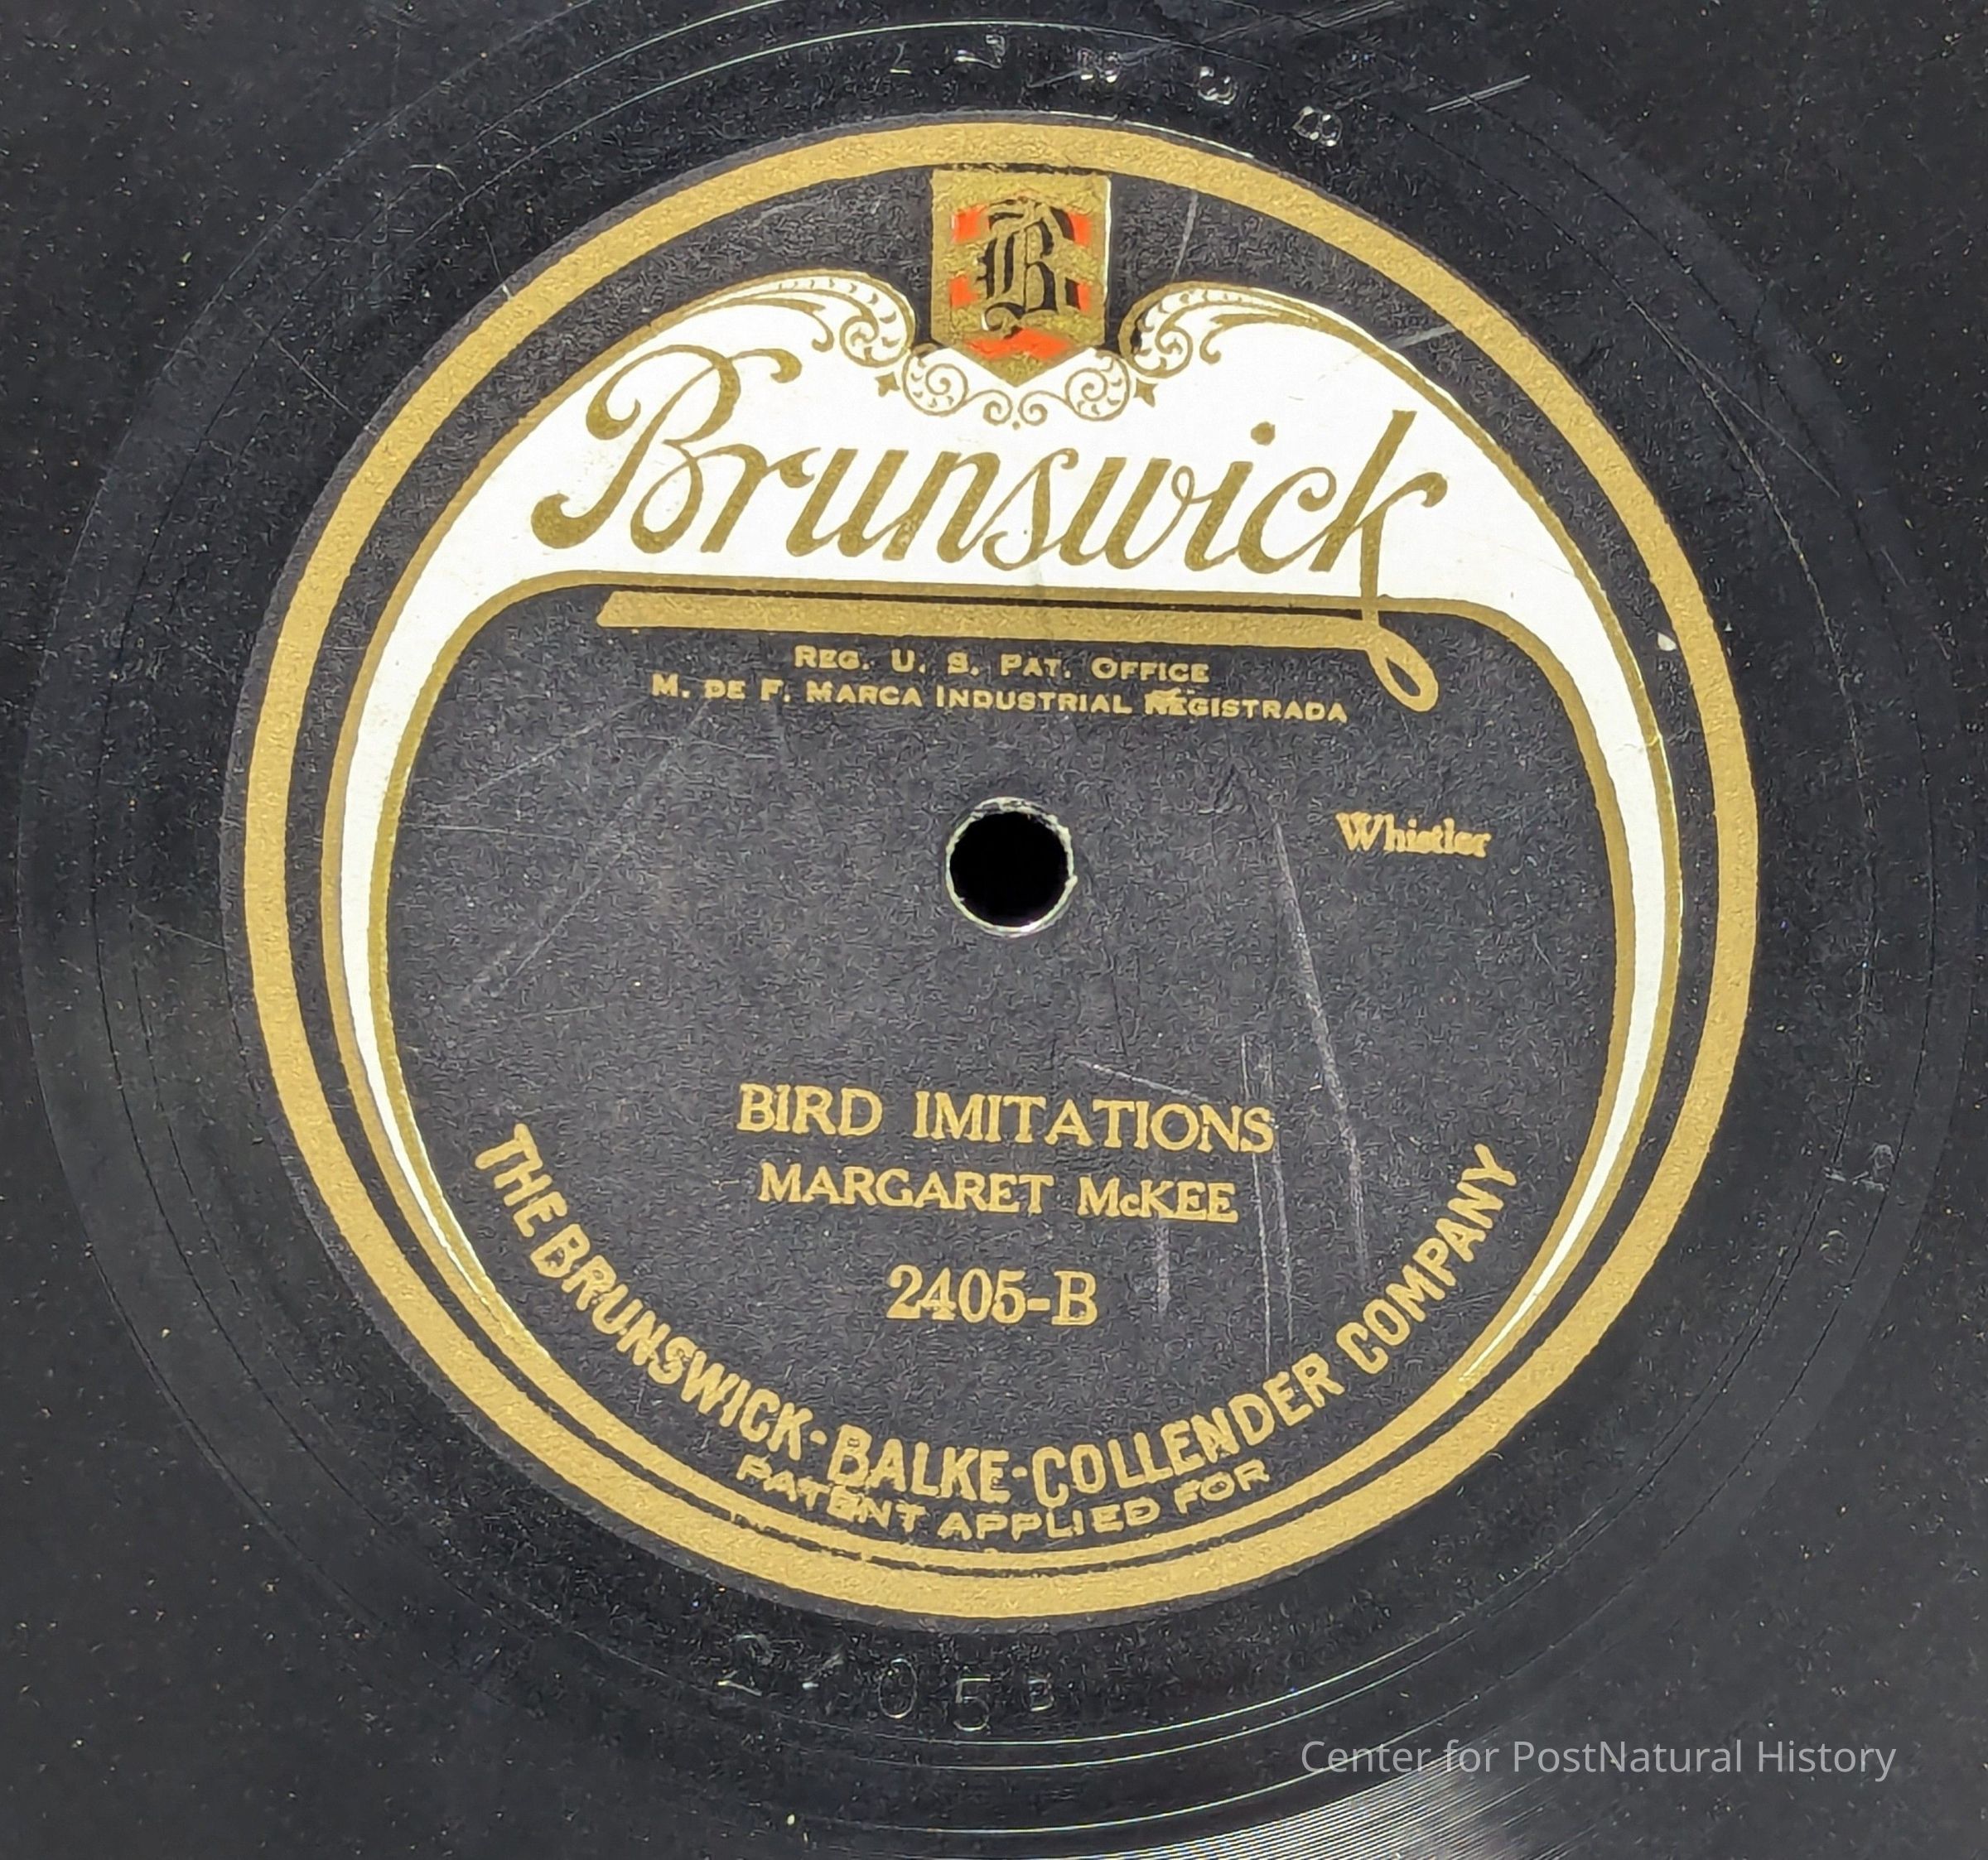 B
Brunswick
REG. U. S. PAT. OFFICE
M. DE F. MARCA INDUSTRIAL REGISTRADA
Whistler
BIRD IMITATIONS
MARGARET McKEE
2405-B
THE BRUNSWICK-BALKE-COLLENDER COMPANY
PATENT APPLIED FOR
2405 B
Center for PostNatural History